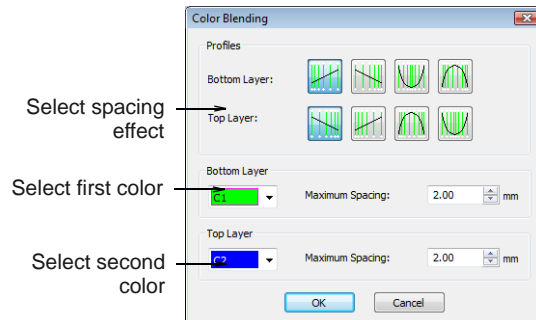 Color Blending
Profiles
Bottom Layer:
Select spacing
effect
Top Layer:
Bottom Layer
Select first color
C1
Maximum Spacing:
2.00
mm
Top Layer
Select second
color
C2
Maximum Spacing:
2.00
mm
OK
Cancel